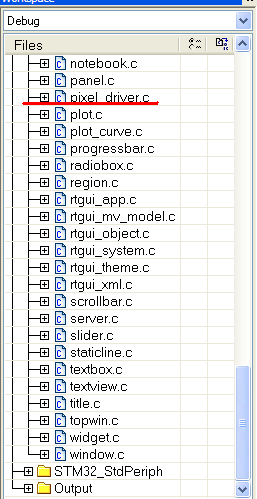 Workspace
Debug
Files
notebook.c
panel.c
pixel_driver.c
plot.c
plot_curve.c
progressbar.c
radiobox.c
region.c
rtgui_app.c
rtgui_mv_model.c
rtgui_object.c
rtgui_system.c
rtgui_theme.c
rtgui_xml.c
scrollbar.c
server.c
slider.c
staticline.c
textbox.c
textview.c
title.c
topwin.c
widget.c
window.c
STM32_StdPeriph
Output